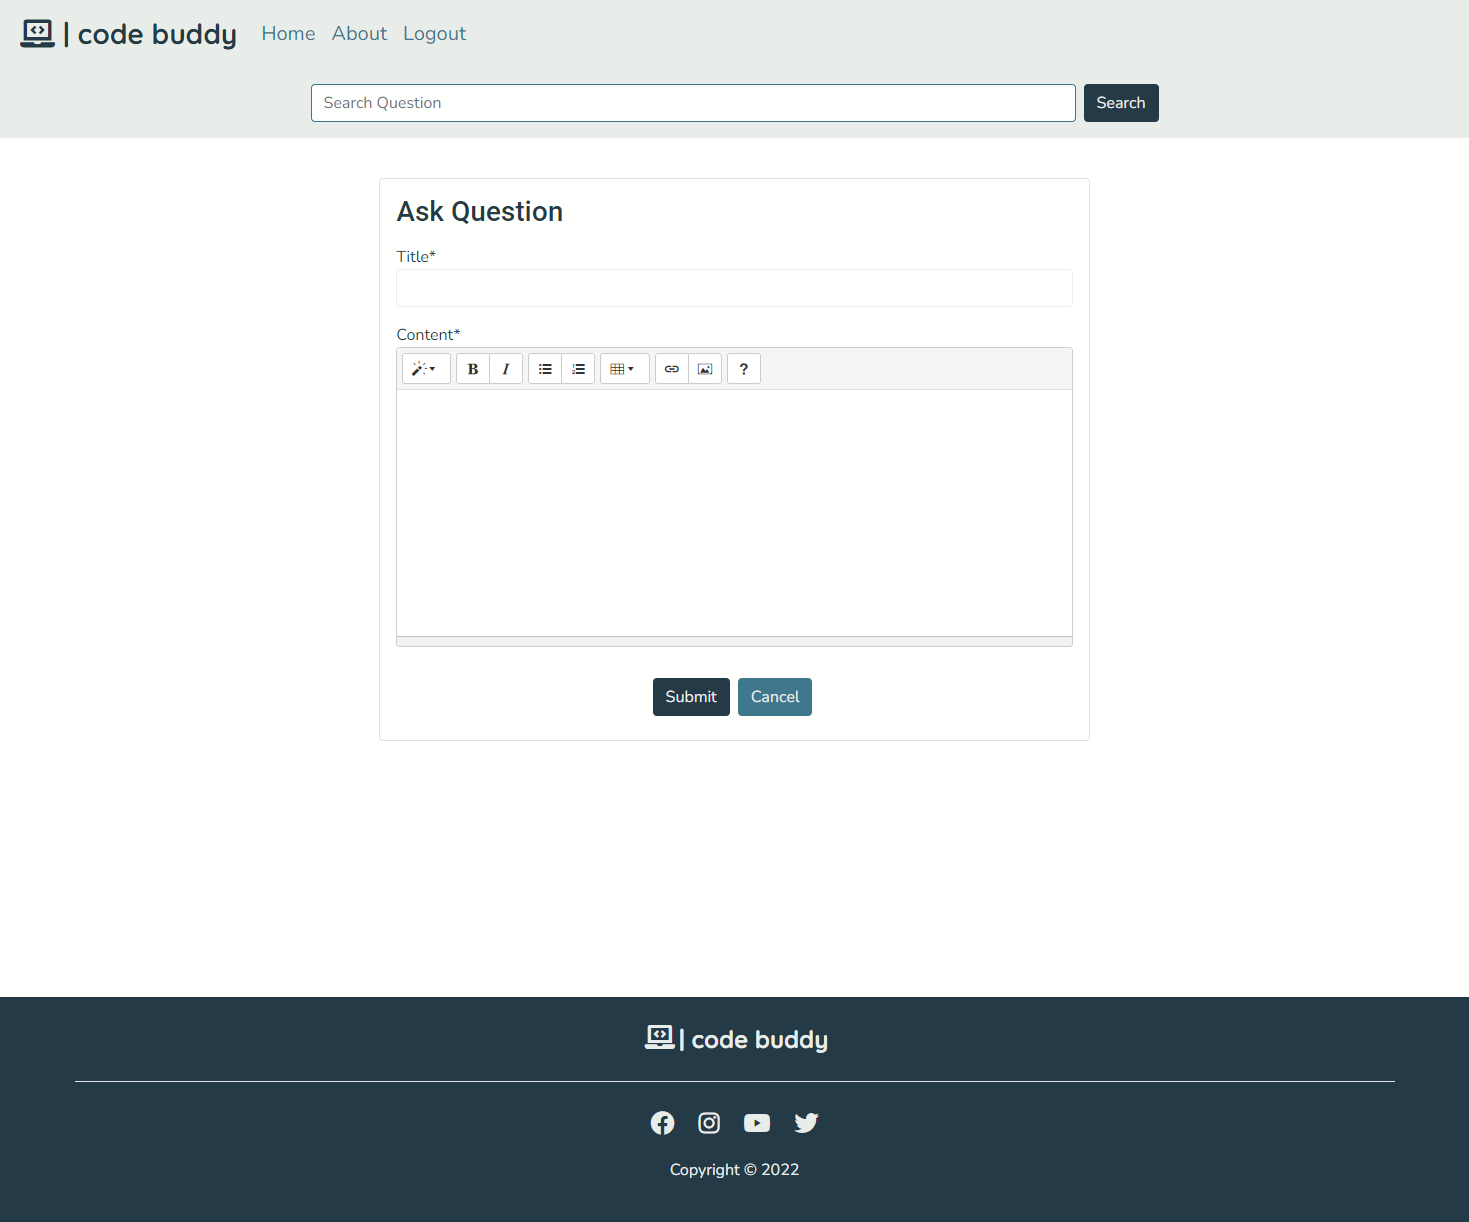 | code buddy Home About Logout
Search Question Search
Ask Question
Title*
Content*
B I ?
Submit Cancel
| code buddy
Copyright © 2022